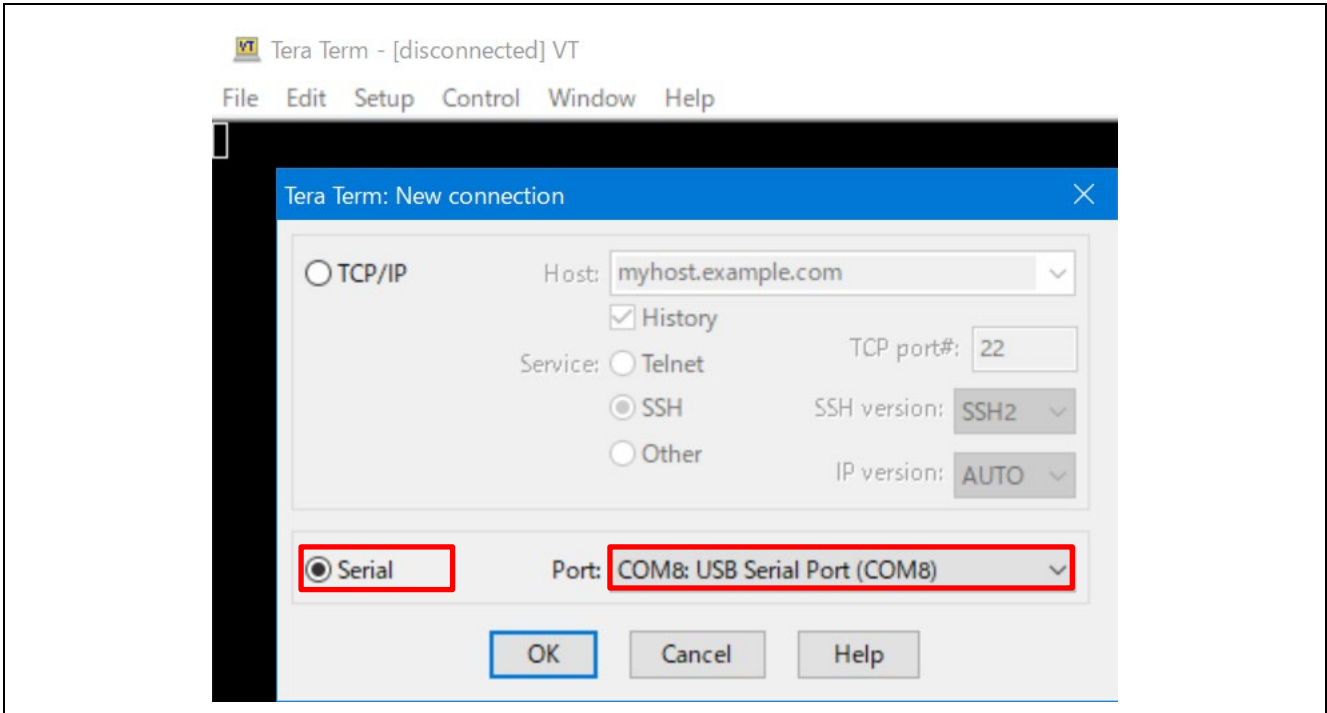 VT Tera Term - [disconnected] VT
File Edit Setup Control Window Help
Tera Term: New connection
TCP/IP Host: myhost.example.com
History
Service: Telnet TCP port#: 22
SSH SSH version: SSH2
Other IP version: AUTO
Serial Port: COM8: USB Serial Port (COM8)
OK Cancel Help